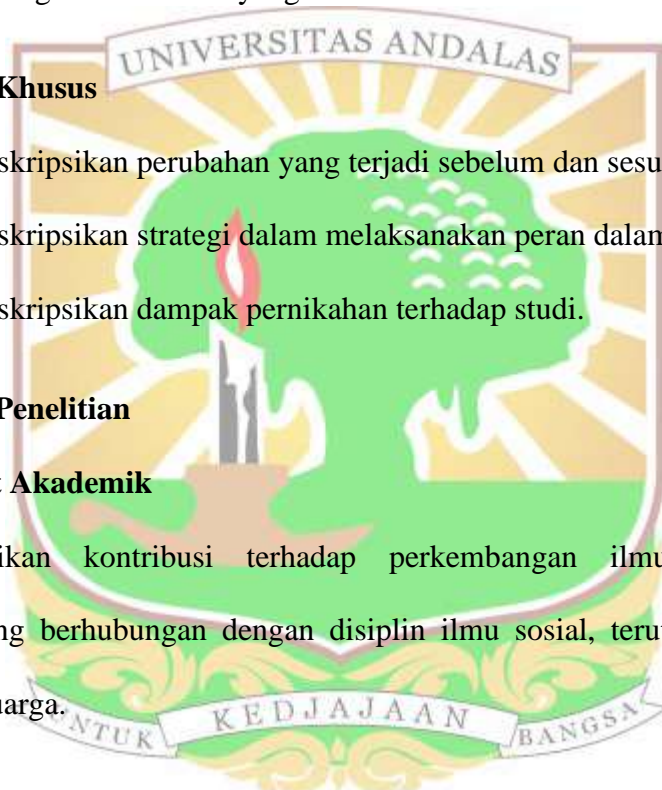 yang
UNIVERSITAS ANDALAS
Khusus
skripsikan perubahan yang terjadi sebelum dan sesu
skripsikan strategi dalam melaksanakan peran dalam
skripsikan dampak pernikahan terhadap studi.
Penelitian
Akademik
ikan kontribusi terhadap perkembangan ilmu
ng berhubungan dengan disiplin ilmu sosial, teru
uarga.
UNTUK KEDJAJAAN BANGSA